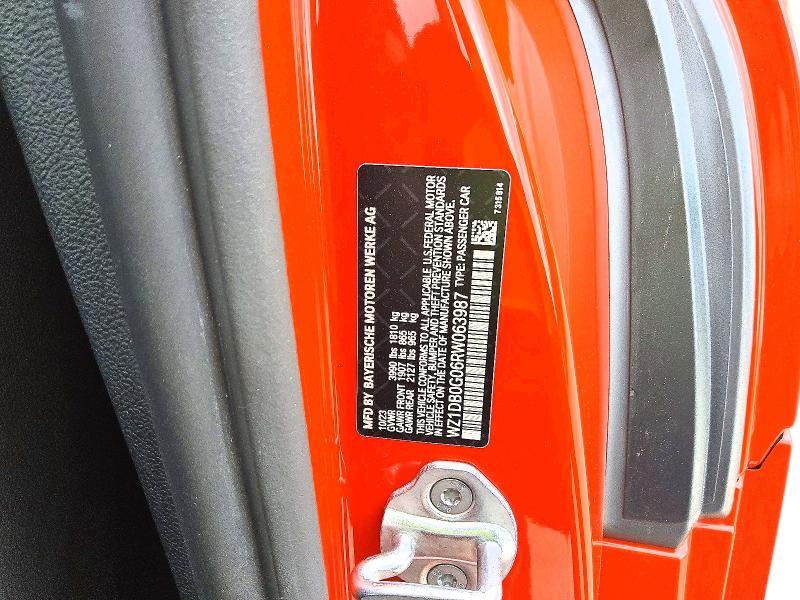 MFD BY BAYERISCHE MOTOREN WERKE AG
10/23
GVWR 3990 lbs 1810 kg
GAWR FRONT 1907 lbs 865 kg
GAWR REAR 2127 lbs 965 kg
THIS VEHICLE CONFORMS TO ALL APPLICABLE U.S. FEDERAL MOTOR
VEHICLE SAFETY, BUMPER AND THEFT PREVENTION STANDARDS
IN EFFECT ON THE DATE OF MANUFACTURE SHOWN ABOVE.
WZ1DB0G06RW063987 TYPE: PASSENGER CAR
7 315 814